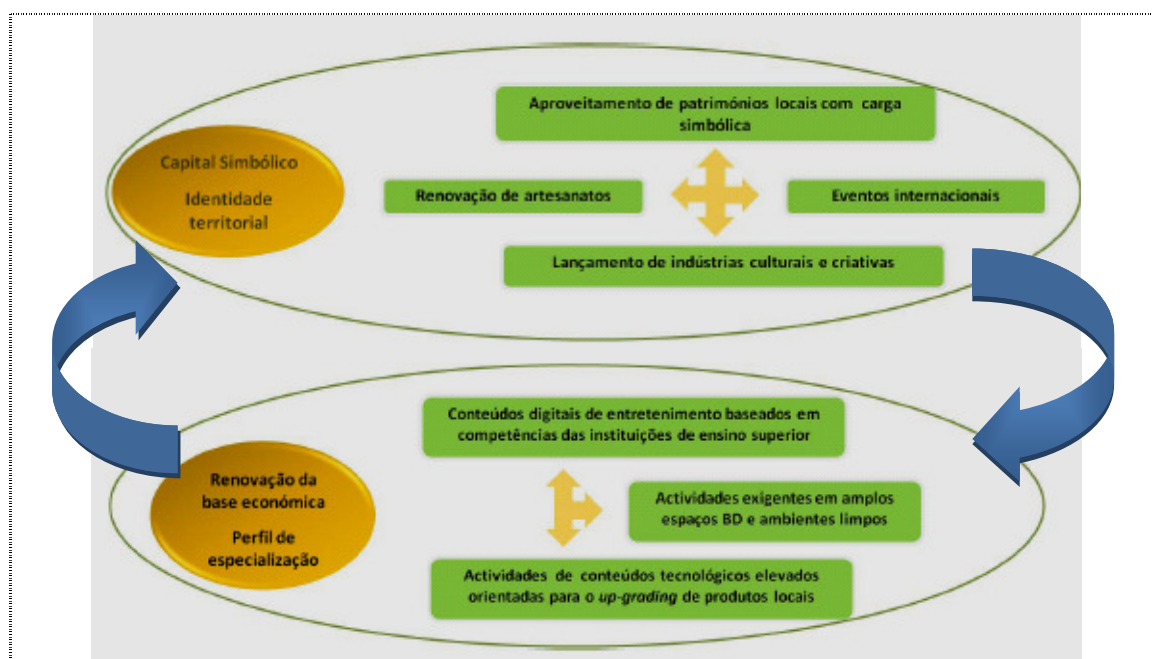 Aproveitamento de patrimónios locais com carga
simbólica
Capital Simbólico
Identidade
territorial
Renovação de artesanatos
Eventos internacionais
Lançamento de indústrias culturais e criativas
Conteúdos digitais de entretenimento baseados em
competências das instituições de ensino superior
Renovação da
base económica
Perfil de
especialização
Actividades exigentes em amplos
espaços BD e ambientes limpos
Actividades de conteúdos tecnológicos elevados
orientadas para o up-grading de produtos locais